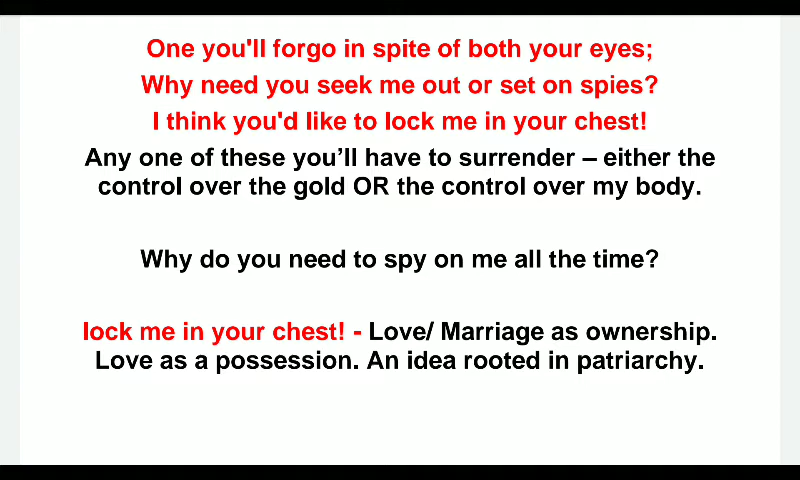 One you'll forgo in spite of both your eyes;
Why need you seek me out or set on spies?
I think you'd like to lock me in your chest!
Any one of these you’ll have to surrender – either the
control over the gold OR the control over my body.
Why do you need to spy on me all the time?
lock me in your chest! - Love/ Marriage as ownership.
Love as a possession. An idea rooted in patriarchy.